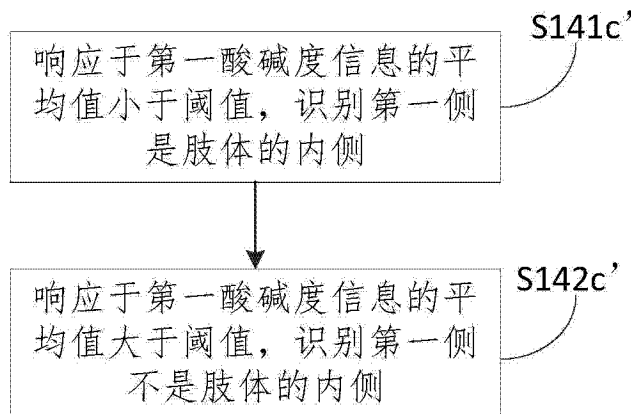 S141c’
响应于第一酸碱度信息的平
均值小于阈值，识别第一侧
是肢体的内侧
S142c’
响应于第一酸碱度信息的平
均值大于阈值，识别第一侧
不是肢体的内侧